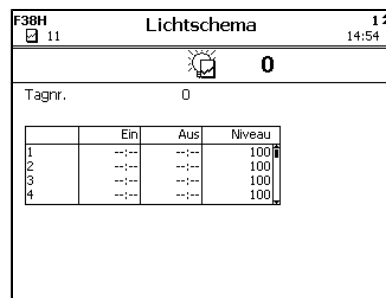 F38H Lichtschema 12
11 14:54
0
Tagnr. 0
Ein Aus Niveau
1 --:-- --:-- 100
2 --:-- --:-- 100
3 --:-- --:-- 100
4 --:-- --:-- 100